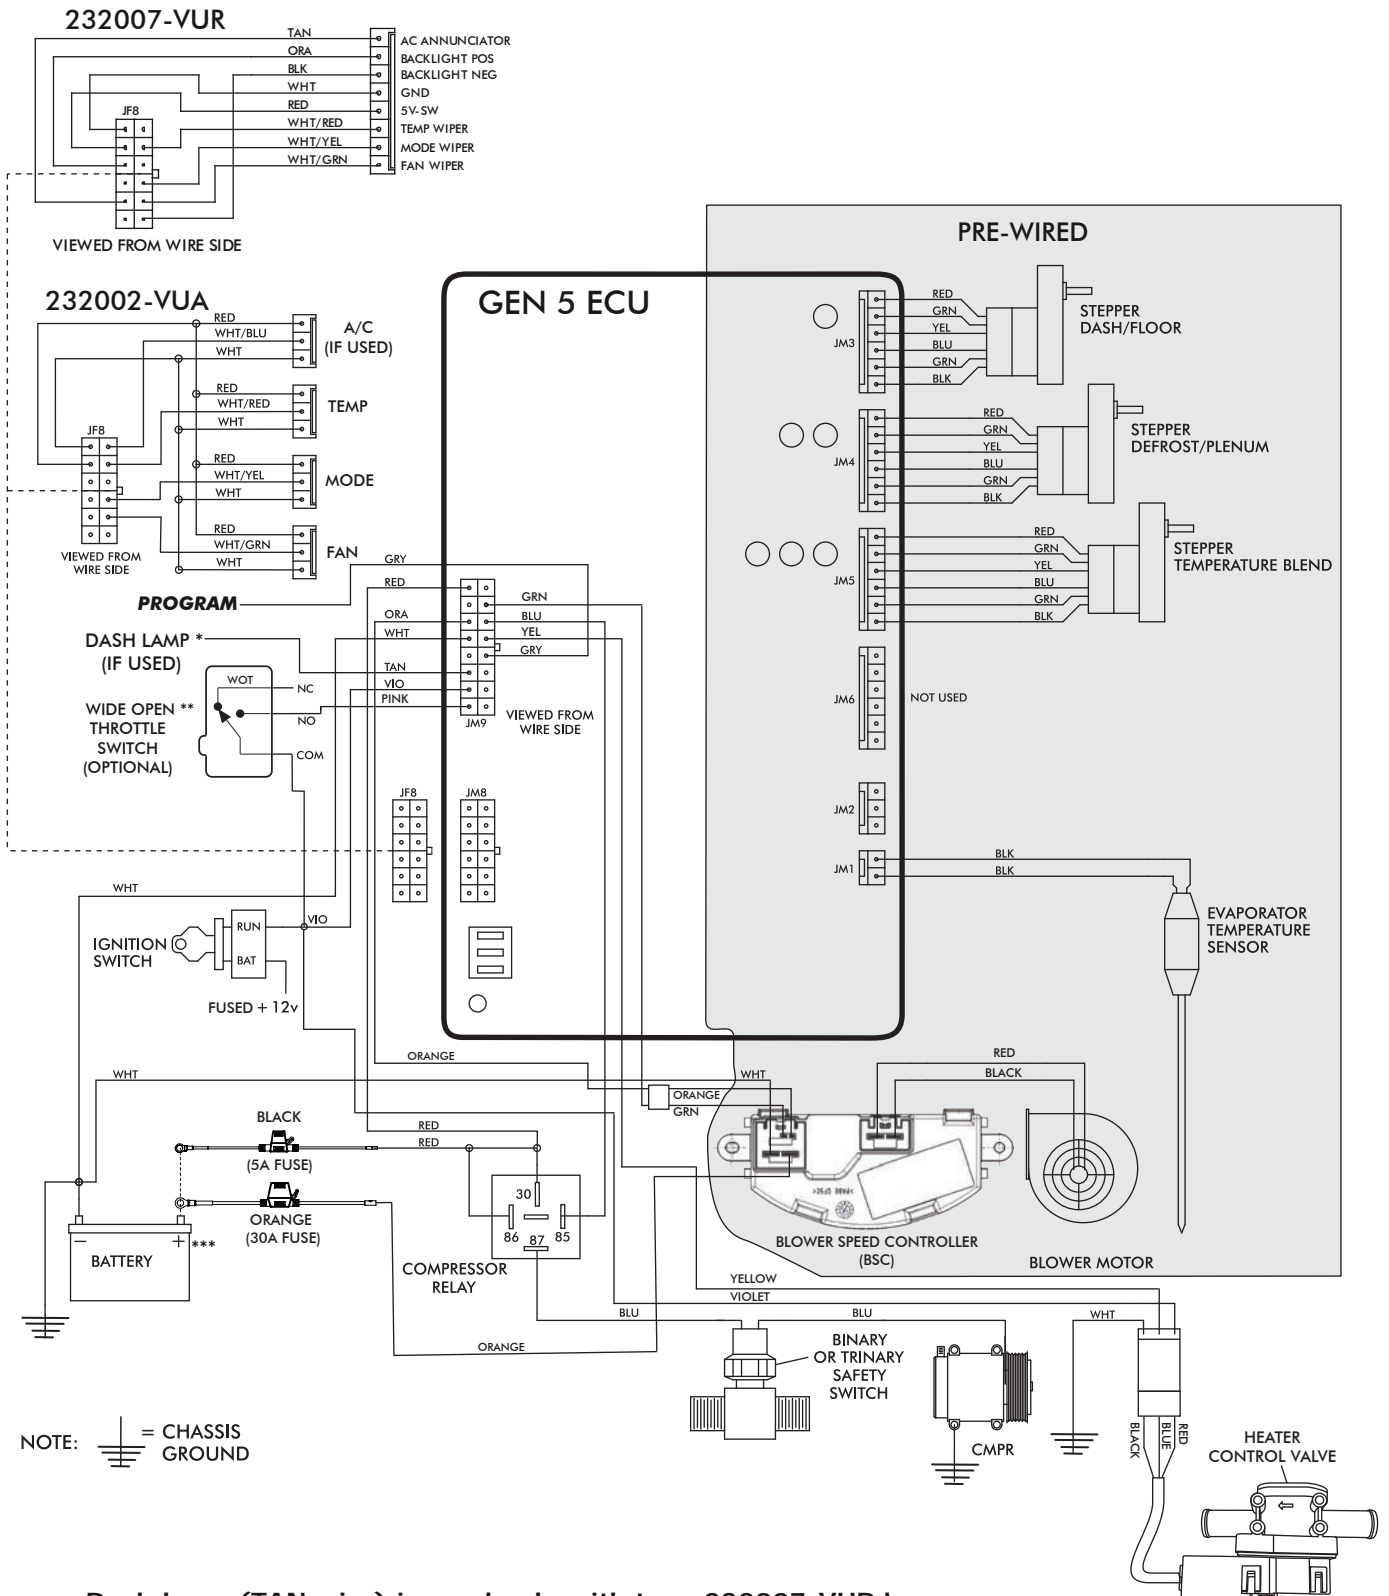 232007-VUR
TAN
ORA
BLK
WHT
RED
WHT/RED
WHT/YEL
WHT/GRN
AC ANNUNCIATOR
BACKLIGHT POS
BACKLIGHT NEG
GND
5V-SW
TEMP WIPER
MODE WIPER
FAN WIPER
JF8
VIEWED FROM WIRE SIDE
232002-VUA
RED
WHT/BLU
WHT
A/C
(IF USED)
RED
WHT/RED
WHT
TEMP
JF8
RED
WHT/YEL
WHT
MODE
RED
WHT/GRN
WHT
FAN
VIEWED FROM
WIRE SIDE
GEN 5 ECU
PRE-WIRED
JM3
RED
GRN
YEL
BLU
GRN
BLK
STEPPER
DASH/FLOOR
JM4
RED
GRN
YEL
BLU
GRN
BLK
STEPPER
DEFROST/PLENUM
JM5
RED
GRN
YEL
BLU
GRN
BLK
STEPPER
TEMPERATURE BLEND
JM6
NOT USED
JM2
JM1
BLK
BLK
EVAPORATOR
TEMPERATURE
SENSOR
PROGRAM
GRY
RED
ORA
WHT
TAN
VIO
PINK
GRN
BLU
YEL
GRY
JM9
VIEWED FROM
WIRE SIDE
DASH LAMP *
(IF USED)
WOT
NC
NO
COM
WIDE OPEN **
THROTTLE
SWITCH
(OPTIONAL)
JF8
JM8
WHT
IGNITION
SWITCH
RUN
BAT
VIO
FUSED + 12v
ORANGE
WHT
WHT
ORANGE
GRN
RED
BLACK
BLACK
(5A FUSE)
RED
RED
ORANGE
(30A FUSE)
BATTERY
− + ***
30
86
87
85
COMPRESSOR
RELAY
BLOWER SPEED CONTROLLER
(BSC)
BLOWER MOTOR
YELLOW
VIOLET
BLU
BLU
WHT
ORANGE
BINARY
OR TRINARY
SAFETY
SWITCH
CMPR
BLACK
BLUE
RED
HEATER
CONTROL VALVE
NOTE:
= CHASSIS
GROUND